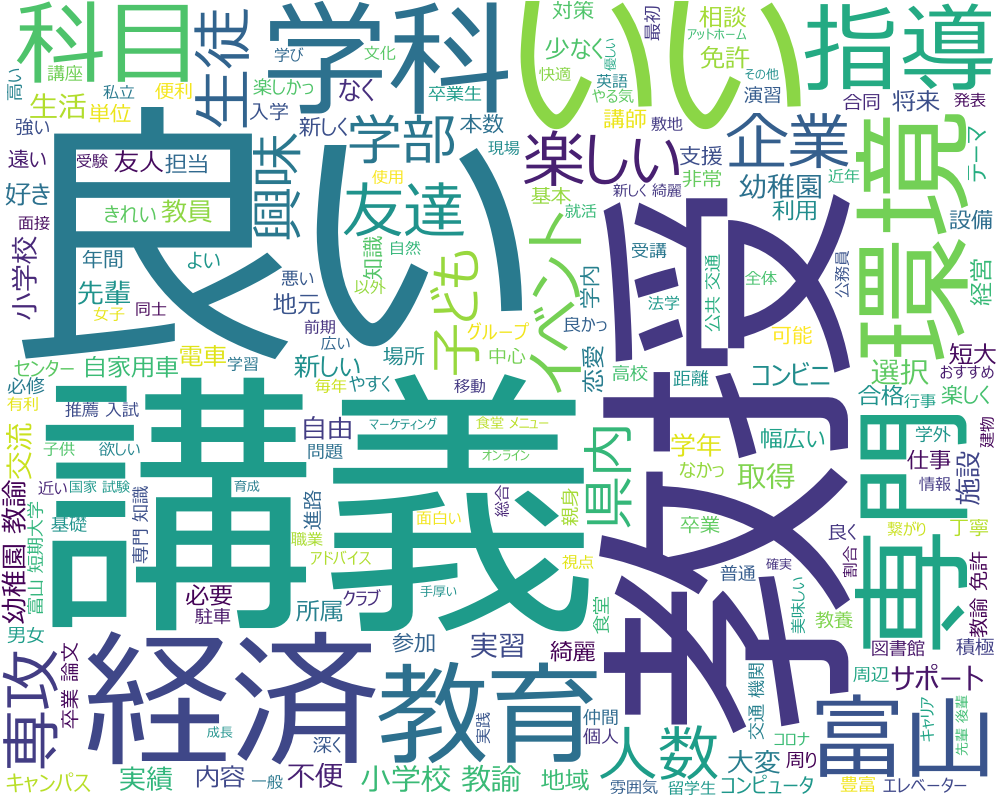 科目
学科
いい
指導
生徒
対策
相談
最初
アットホーム
少なく
免許
高い
講座
私立
便利
学び
文化
楽しかっ
なく
卒業生
快適
優しい
英語
やる気
その他
演習
生活
単位
入学
講師
敷地
合同
将来
発表
強い
良い
新しく
本数
学部
現場
楽しい
支援
企業
テーマ
遠い
受験
友人
担当
興味
友達
使用
非常
新しく 綺麗
近年
幼稚園
環境
好き
きれい
教員
基本
就活
利用
設備
面接
小学校
年間
よい
知識
自然
以外
子ども
イベント
学内
受講
教授
公共 交通
全体
公務員
経営
先輩
悪い
地元
女子
同士
前期
広い
グループ
良かっ
法学
可能
センター
自家用車
電車
学習
新しい
場所
中心
恋愛
高校
距離
コンビニ
選択
短大
おすすめ
必修
毎年
やすく
移動
合格
行事
楽しく
有利
推薦 入試
講義
自由
マーケティング
食堂 メニュー
学年
幅広い
専門
学外
建物
交流
子供
欲しい
問題
オンライン
県内
なかっ
取得
仕事
情報
施設
近い
国家 試験
育成
総合
親身
幼稚園 教諭
富山 短期大学
基礎
専門 知識
進路
職業
面白い
卒業
良く
割合
繋がり
丁寧
アドバイス
視点
普通
確実
美味しい
必要
所属
クラブ
手厚い
教養
教諭 免許
男女
駐車
食堂
図書館
積極
専攻
卒業 論文
経済
教育
参加
実習
綺麗
交通 機関
周辺
サポート
実践
仲間
個人
人数
コロナ
富山
キャリア
先輩 後輩
成長
深く
大変
周り
キャンパス
実績
内容
一般
不便
小学校 教諭
地域
雰囲気
留学生
コンピュータ
豊富
エレベーター